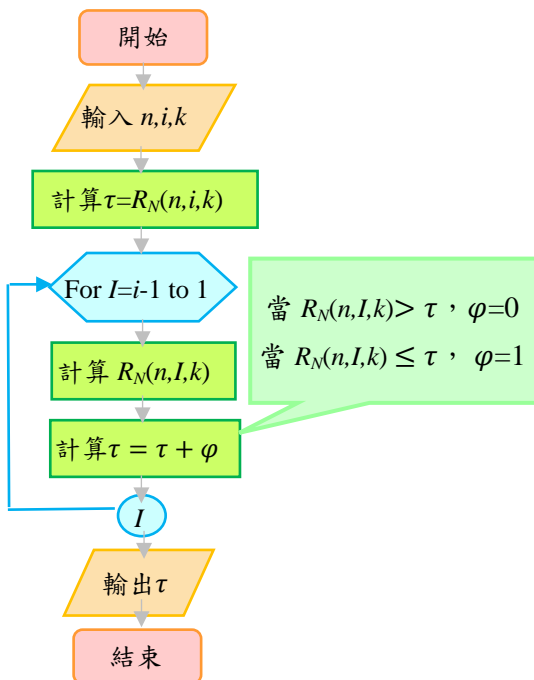 開始
輸入 n,i,k
計算τ=R_N(n,i,k)
For I=i-1 to 1
當 R_N(n,I,k)> τ，φ=0
當 R_N(n,I,k) ≤ τ， φ=1
計算 R_N(n,I,k)
計算τ = τ + φ
I
輸出τ
結束